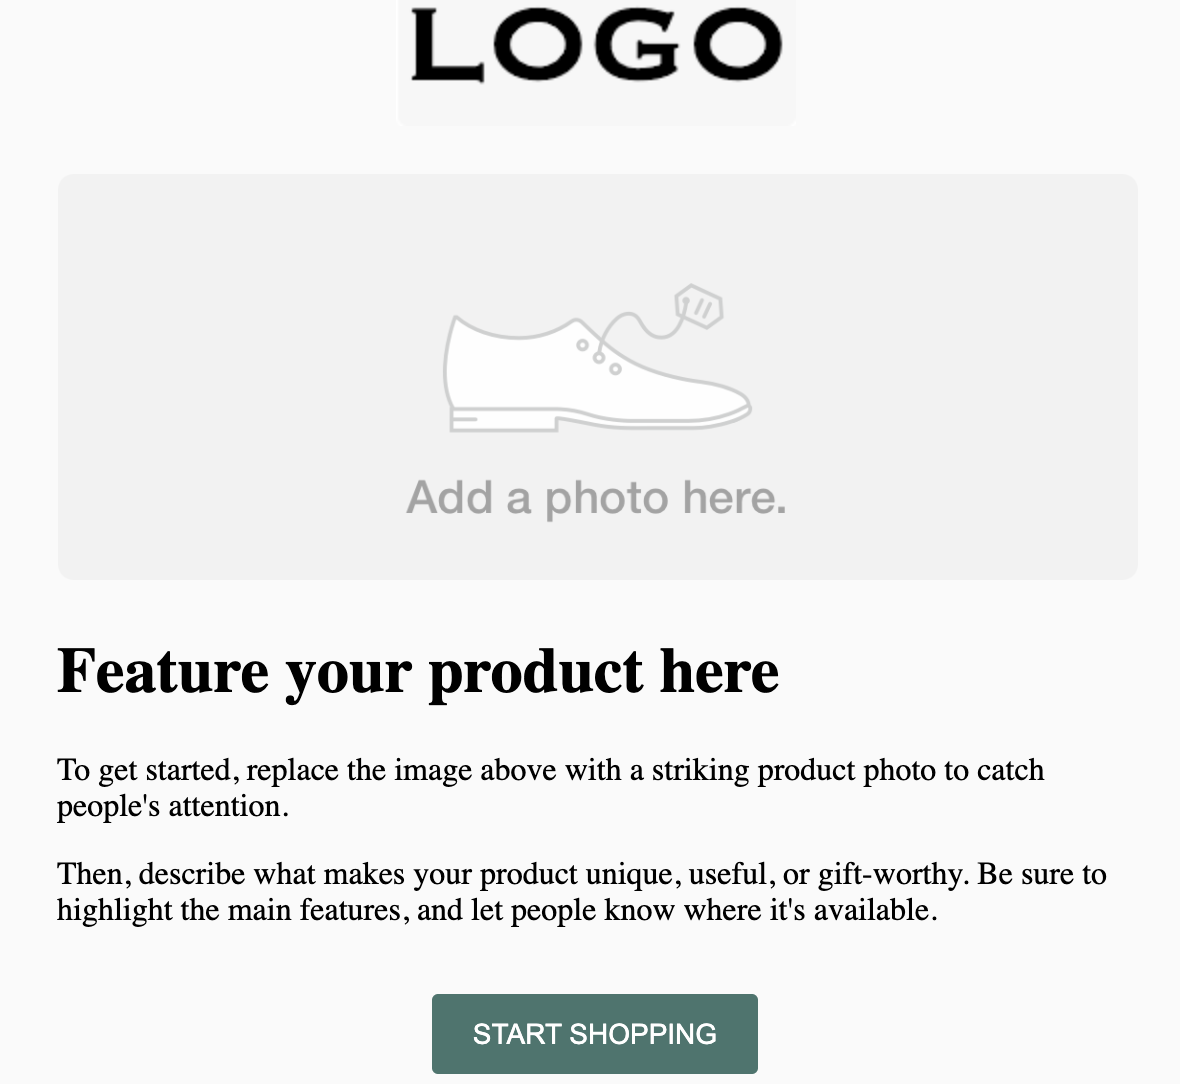 LOGO
Add a photo here.
Feature your product here
To get started, replace the image above with a striking product photo to catch
people's attention.
Then, describe what makes your product unique, useful, or gift-worthy. Be sure to
highlight the main features, and let people know where it's available.
START SHOPPING